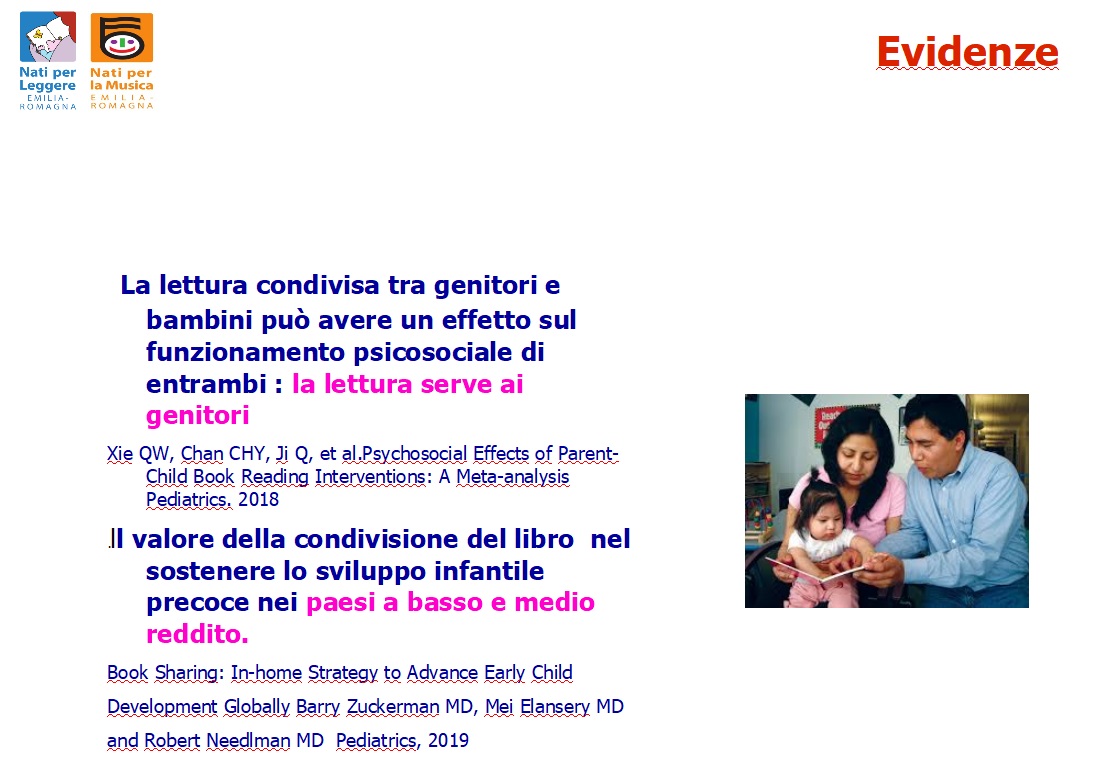 Nati per
Leggere
EMILIA-
ROMAGNA
Nati per
la Musica
EMILIA-
ROMAGNA
Evidenze
La lettura condivisa tra genitori e
bambini può avere un effetto sul
funzionamento psicosociale di
entrambi : la lettura serve ai
genitori
Xie QW, Chan CHY, Ji Q, et al.Psychosocial Effects of Parent-
Child Book Reading Interventions: A Meta-analysis
Pediatrics. 2018
.Il valore della condivisione del libro  nel
sostenere lo sviluppo infantile
precoce nei paesi a basso e medio
reddito.
Book Sharing: In-home Strategy to Advance Early Child
Development Globally Barry Zuckerman MD, Mei Elansery MD
and Robert Needlman MD  Pediatrics, 2019